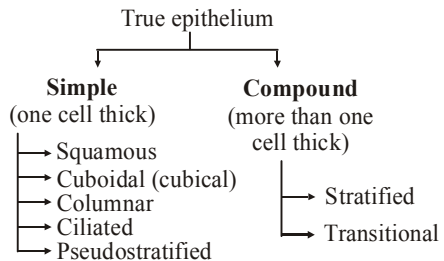 True epithelium
Simple
(one cell thick)
Squamous
Cuboidal (cubical)
Columnar
Ciliated
Pseudostratified
Compound
(more than one
cell thick)
Stratified
Transitional